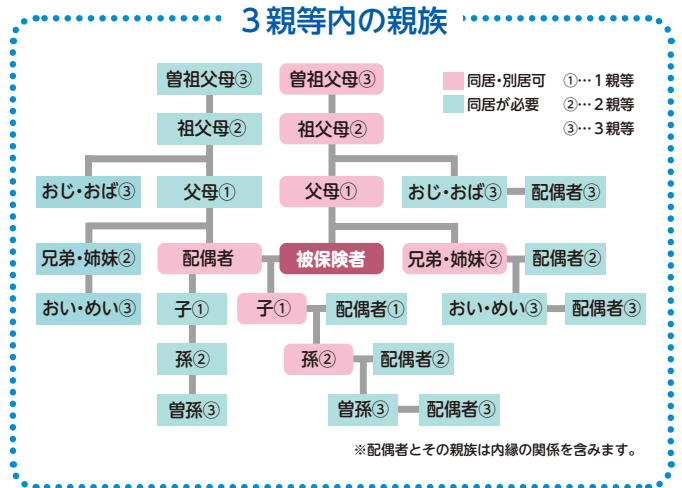 3親等内の親族
曽祖父母③ 曽祖父母③ 同居・別居可 ①…1親等
同居が必要 ②…2親等
祖父母② 祖父母② ③…3親等
おじ・おば③ 父母① 父母① おじ・おば③ 配偶者③
兄弟・姉妹② 配偶者 被保険者 兄弟・姉妹② 配偶者②
おい・めい③ 子① 子① 配偶者① おい・めい③ 配偶者③
孫② 孫② 配偶者②
曽孫③ 曽孫③ 配偶者③
※配偶者とその親族は内縁の関係を含みます。